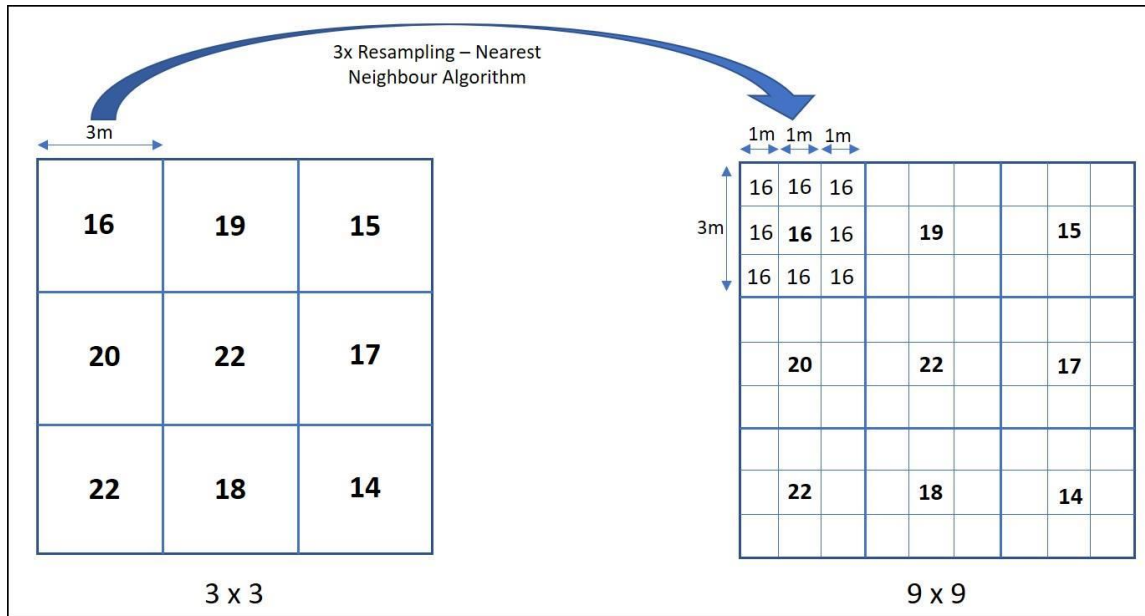 3x Resampling – Nearest
Neighbour Algorithm
3m
1m 1m 1m
16 19 15
20 22 17
22 18 14
3 x 3
3m
16 16 16
16 16 16 19 15
16 16 16
20 22 17
22 18 14
9 x 9